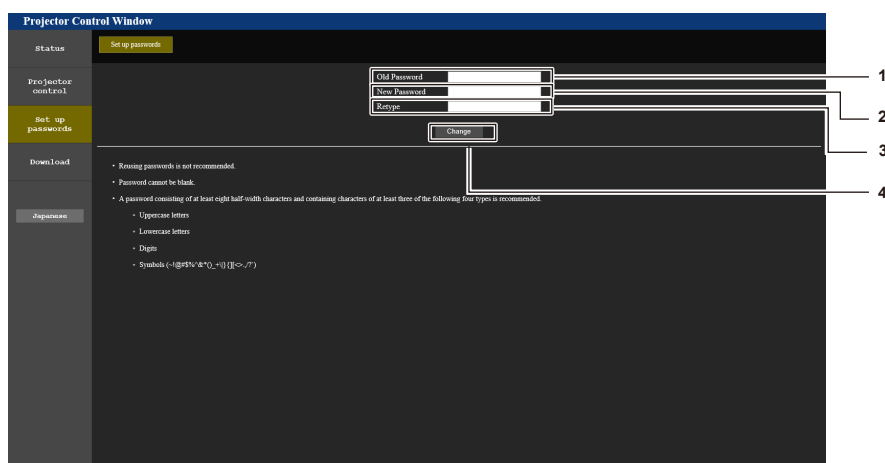 Projector Control Window
Status
Set up passwords
Projector
control
Set up
passwords
Download
Japanese
Old Password
New Password
Retype
Change
1
2
3
4
• Reusing passwords is not recommended.
• Password cannot be blank.
• A password consisting of at least eight half-width characters and containing characters of at least three of the following four types is recommended.
• Uppercase letters
• Lowercase letters
• Digits